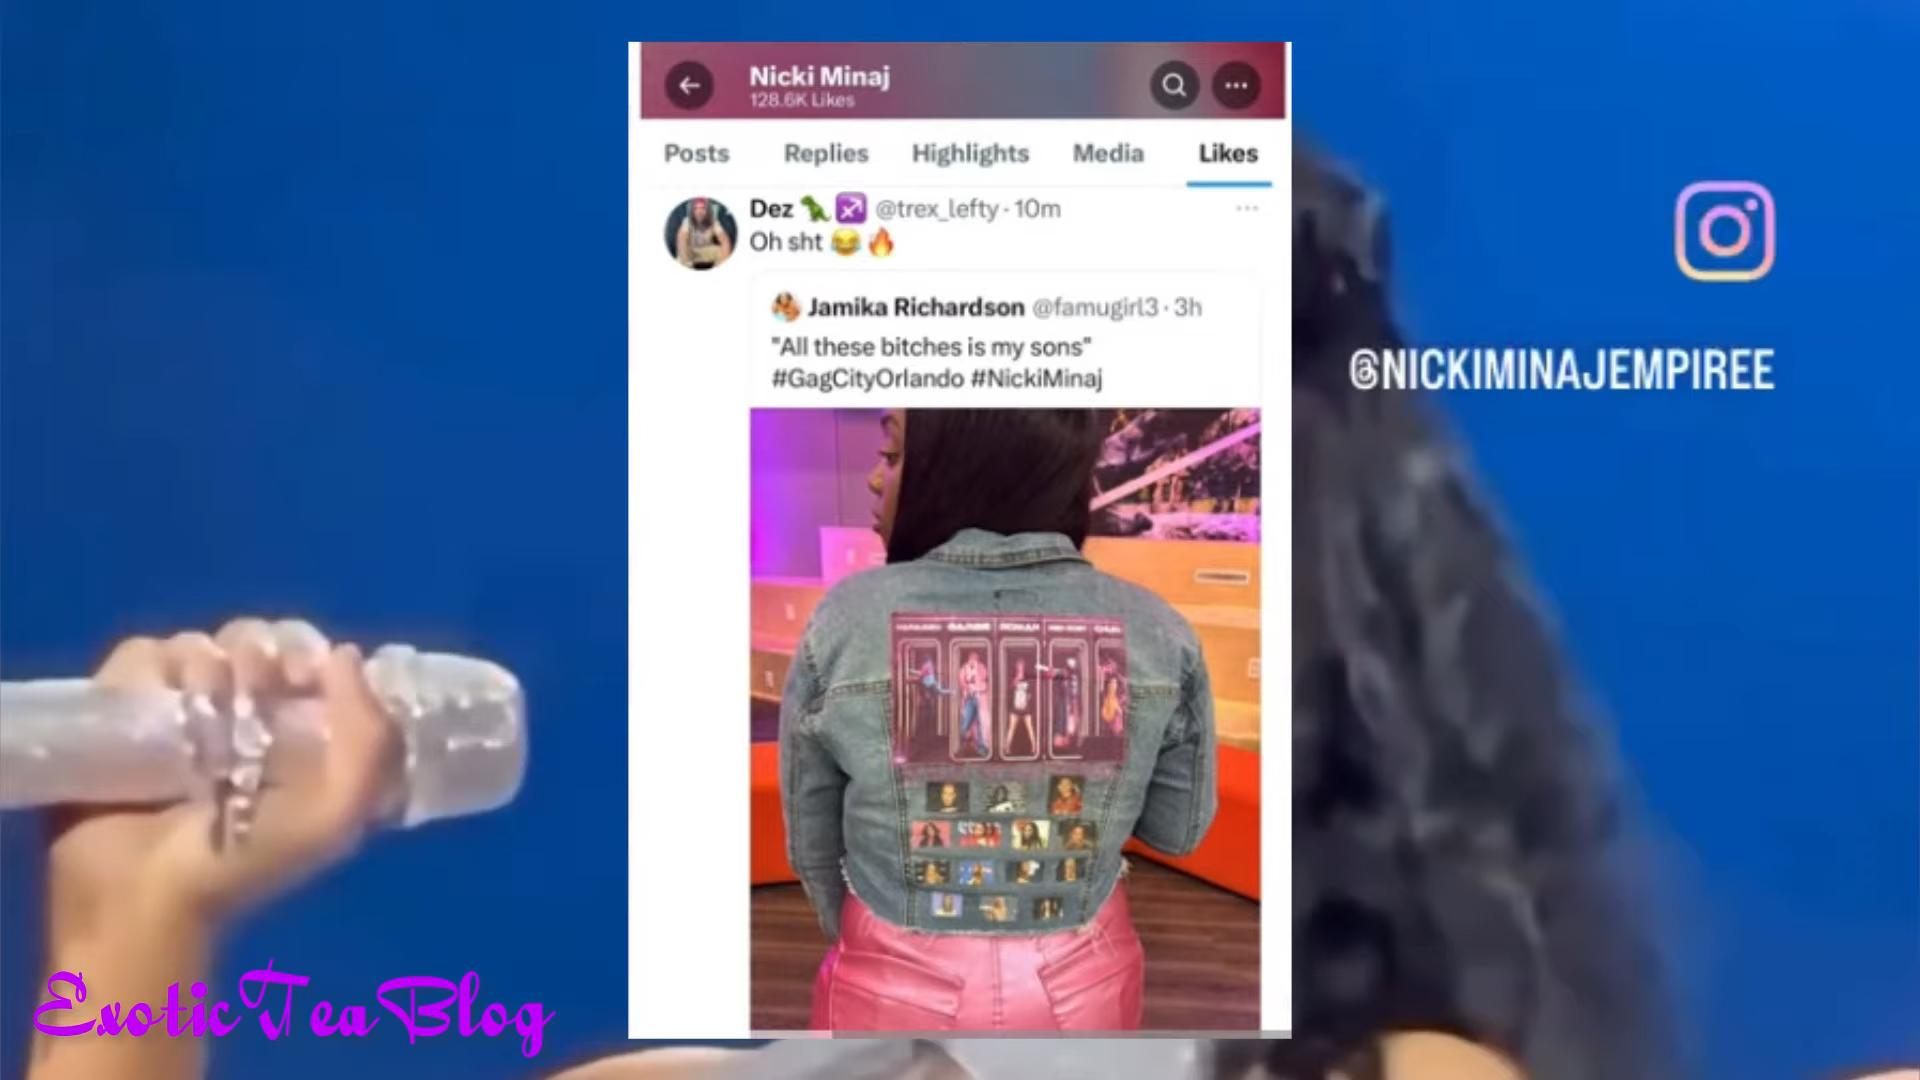 Nicki Minaj
128.6K Likes
Posts Replies Highlights Media Likes
Dez 🦖♐ @trex_lefty · 10m
Oh sht 😂🔥
Jamika Richardson @famugirl3 · 3h
"All these bitches is my sons"
#GagCityOrlando #NickiMinaj
ROMAN
@NICKIMINAJEMPIREE
ExoticTeaBlog